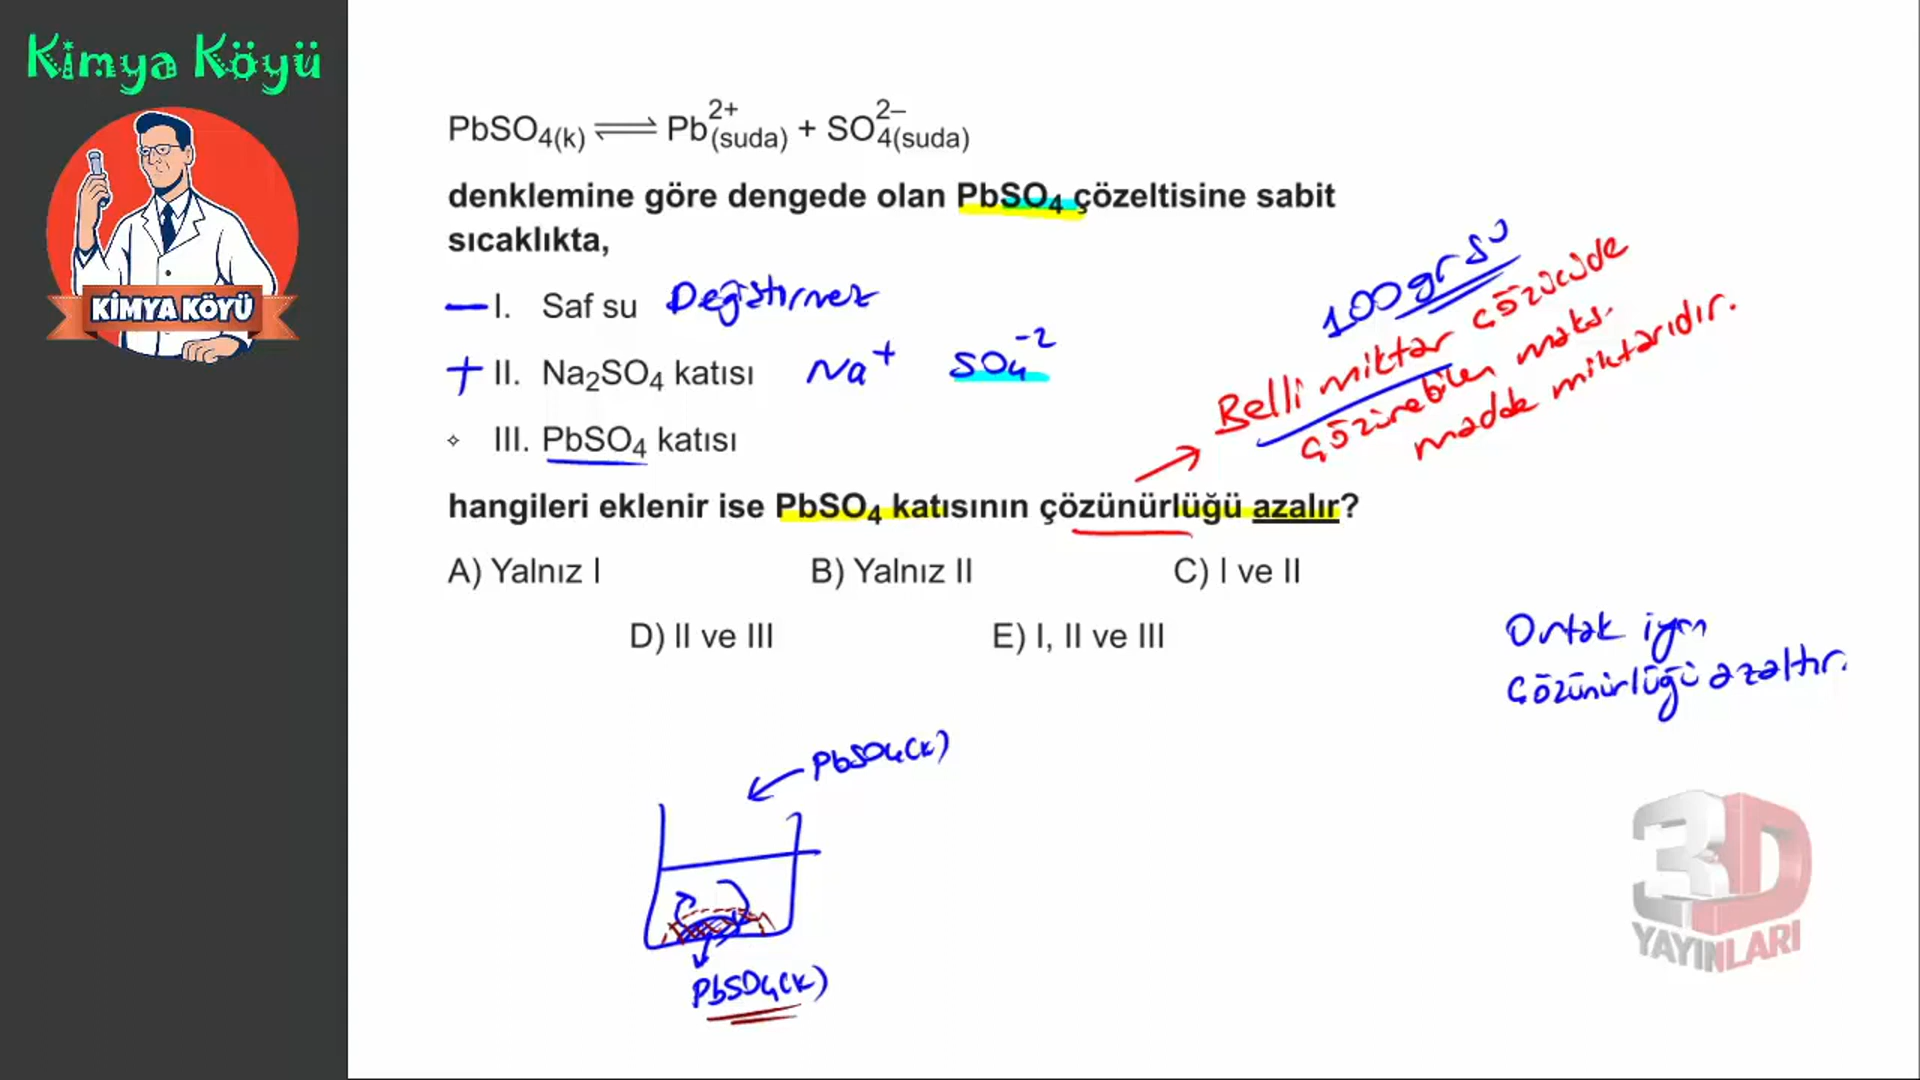 Kimya Köyü
KİMYA KÖYÜ
PbSO₄(k) ⇌ Pb²⁺(suda) + SO₄²⁻(suda)
denklemine göre dengede olan PbSO₄ çözeltisine sabit
sıcaklıkta,
— I. Saf su Değiştirmez
+ II. Na₂SO₄ katısı Na⁺ SO₄⁻²
III. PbSO₄ katısı
100gr su
→ Belli miktar çözücüde
çözünebilen maks.
madde miktarıdır.
hangileri eklenir ise PbSO₄ katısının çözünürlüğü azalır?
A) Yalnız I B) Yalnız II C) I ve II
D) II ve III E) I, II ve III
Ortak iyon
çözünürlüğü azaltır.
PbSO₄(k)
PbSO₄(k)
3D
YAYINLARI